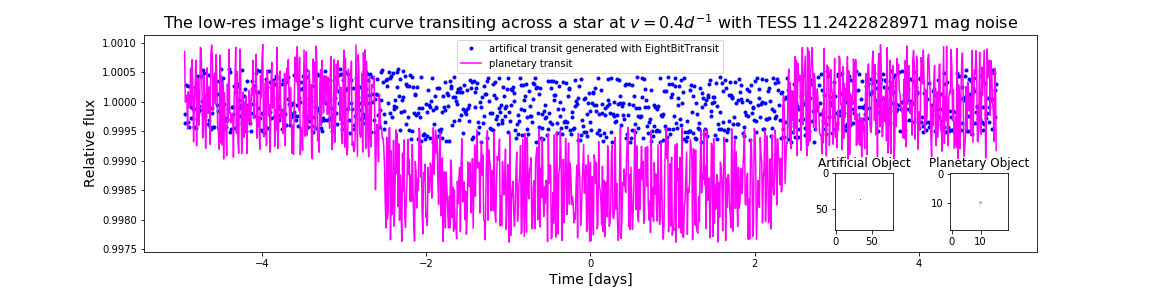 The low-res image's light curve transiting across a star at v = 0.4d⁻¹ with TESS 11.2422828971 mag noise
artifical transit generated with EightBitTransit
planetary transit
Relative flux
1.0010
1.0005
1.0000
0.9995
0.9990
0.9985
0.9980
0.9975
Artificial Object
0
50
0 50
Planetary Object
0
10
0 10
−4 −2 0 2 4
Time [days]